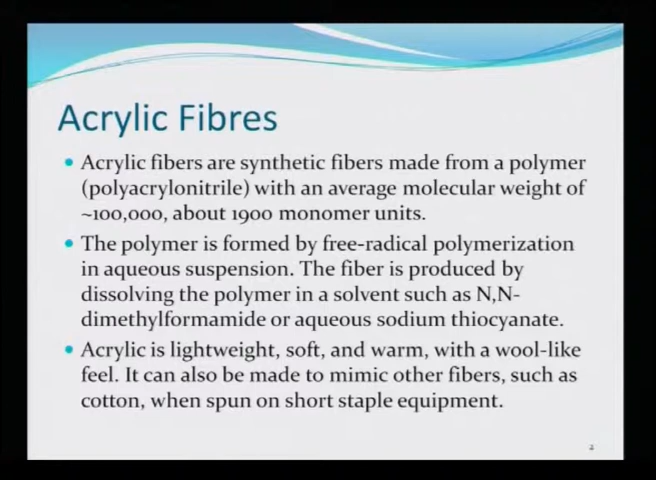 Acrylic Fibres
Acrylic fibers are synthetic fibers made from a polymer
(polyacrylonitrile) with an average molecular weight of
~100,000, about 1900 monomer units.
The polymer is formed by free-radical polymerization
in aqueous suspension. The fiber is produced by
dissolving the polymer in a solvent such as N,N-
dimethylformamide or aqueous sodium thiocyanate.
Acrylic is lightweight, soft, and warm, with a wool-like
feel. It can also be made to mimic other fibers, such as
cotton, when spun on short staple equipment.
2